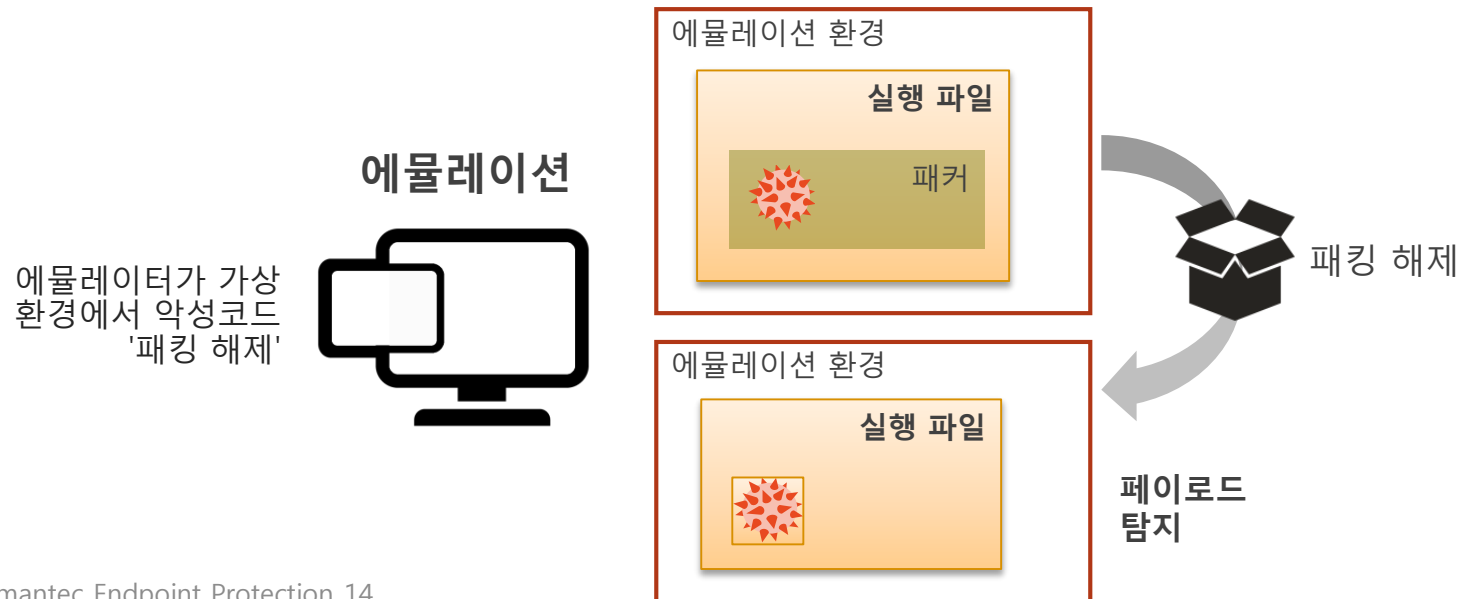 에뮬레이션
에뮬레이터가 가상
환경에서 악성코드
'패킹 해제'
에뮬레이션 환경
실행 파일
패커
패킹 해제
에뮬레이션 환경
실행 파일
페이로드
탐지
mantec Endpoint Protection 14